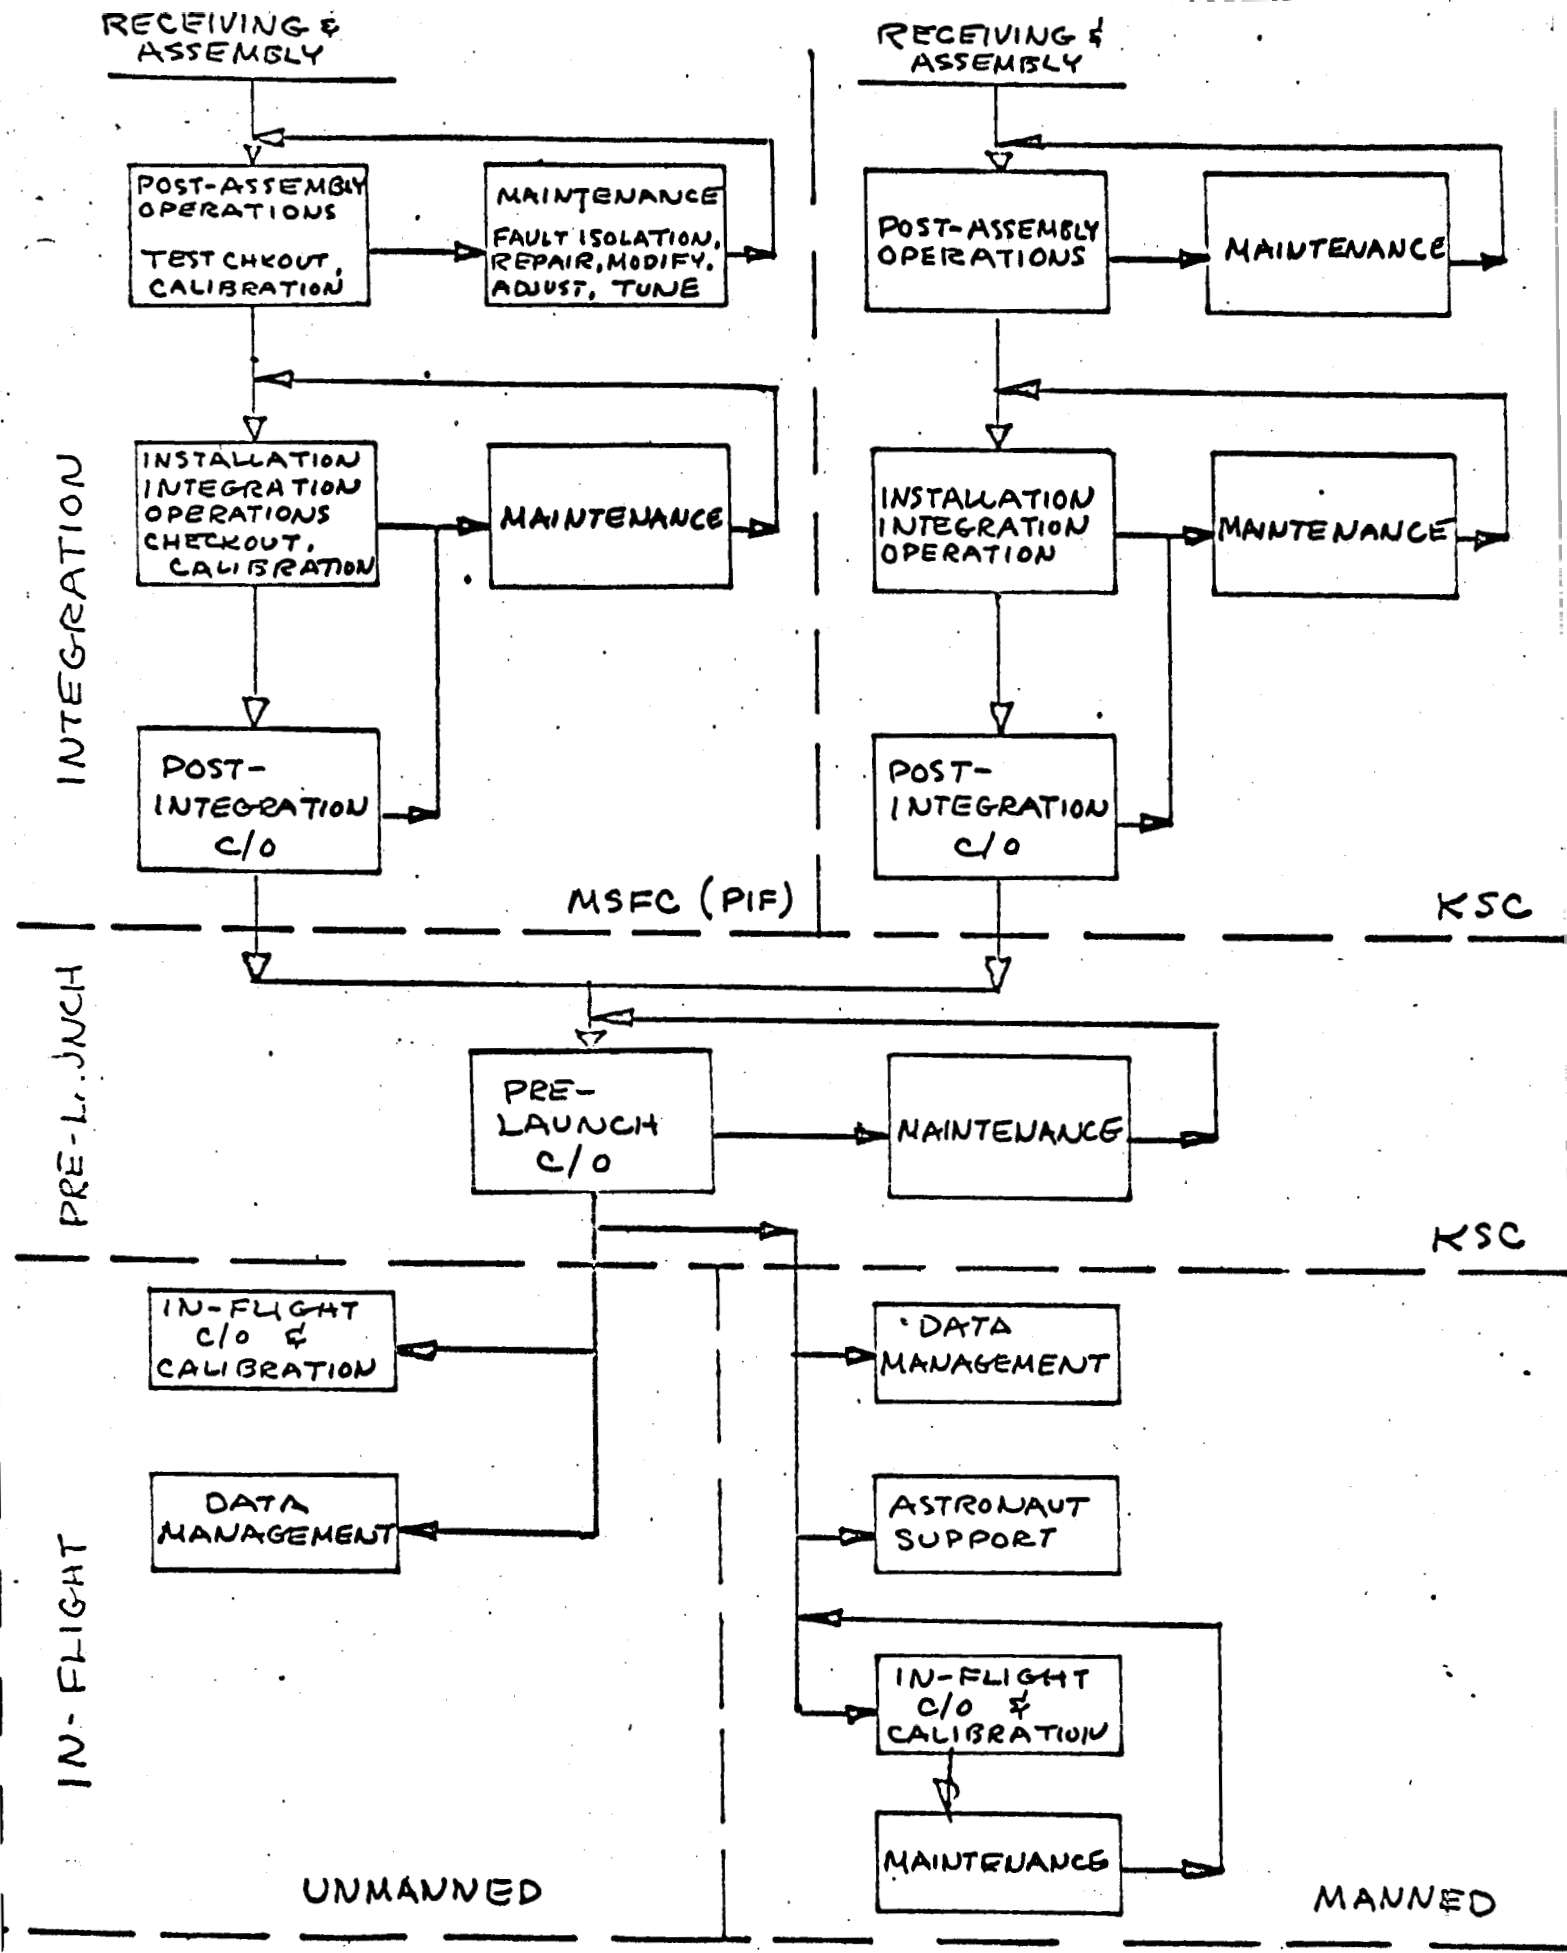 RECEIVING &
ASSEMBLY
POST-ASSEMBLY
OPERATIONS
TEST CHKOUT,
CALIBRATION
MAINTENANCE
FAULT ISOLATION,
REPAIR, MODIFY,
ADJUST, TUNE
INSTALLATION
INTEGRATION
OPERATIONS
CHECKOUT,
CALIBRATION
MAINTENANCE
POST-
INTEGRATION
C/O
MSFC (PIF)
RECEIVING &
ASSEMBLY
POST-ASSEMBLY
OPERATIONS
MAINTENANCE
INSTALLATION
INTEGRATION
OPERATION
MAINTENANCE
POST-
INTEGRATION
C/O
KSC
INTEGRATION
PRE-
LAUNCH
C/O
MAINTENANCE
KSC
IN-FLIGHT
C/O &
CALIBRATION
DATA
MANAGEMENT
UNMANNED
DATA
MANAGEMENT
ASTRONAUT
SUPPORT
IN-FLIGHT
C/O &
CALIBRATION
MAINTENANCE
MANNED
IN-FLIGHT